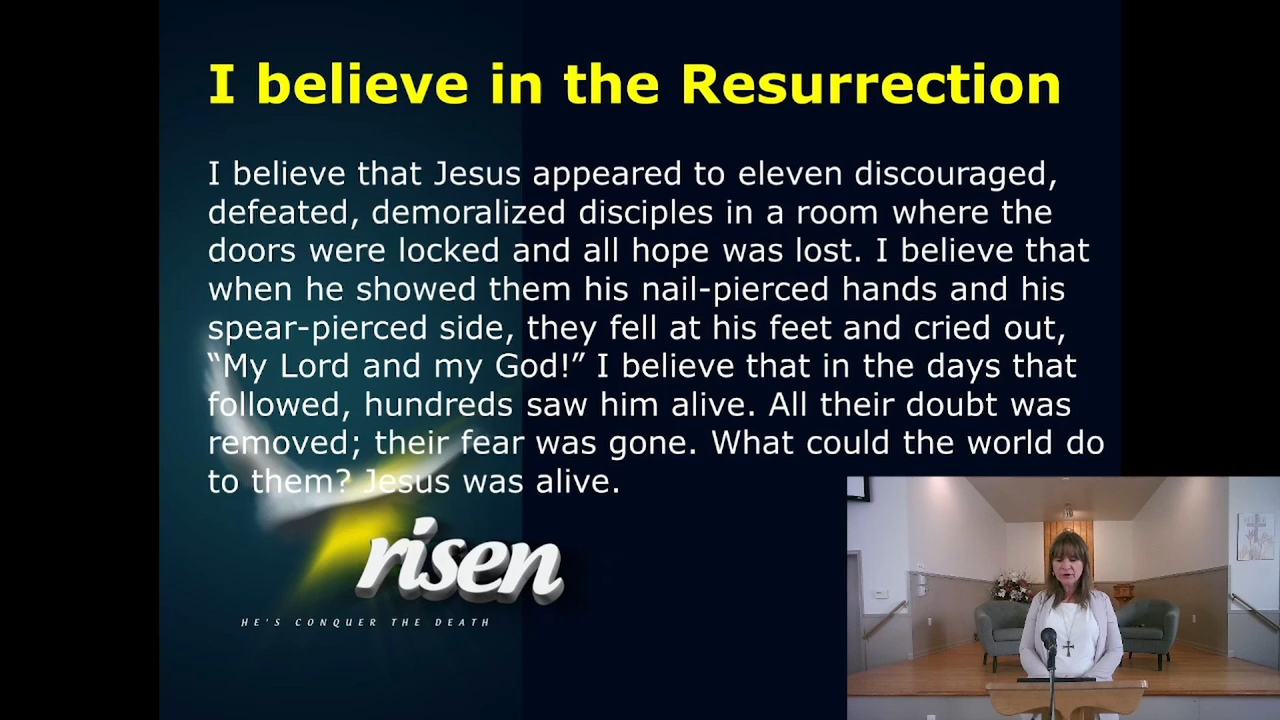 I believe in the Resurrection
I believe that Jesus appeared to eleven discouraged,
defeated, demoralized disciples in a room where the
doors were locked and all hope was lost. I believe that
when he showed them his nail-pierced hands and his
spear-pierced side, they fell at his feet and cried out,
“My Lord and my God!” I believe that in the days that
followed, hundreds saw him alive. All their doubt was
removed; their fear was gone. What could the world do
to them? Jesus was alive.
risen
HE'S CONQUER THE DEATH